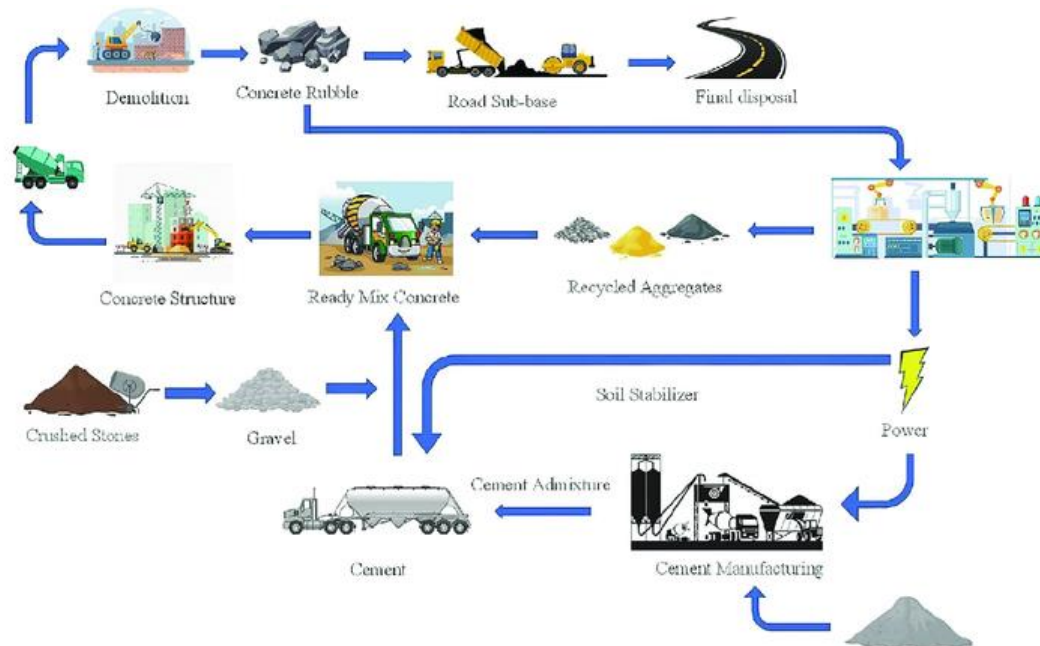 Demolition
Concrete Rubble
Road Sub-base
Final disposal
Concrete Structure
Ready Mix Concrete
Recycled Aggregates
Crushed Stones
Gravel
Soil Stabilizer
Power
Cement Admixture
Cement
Cement Manufacturing